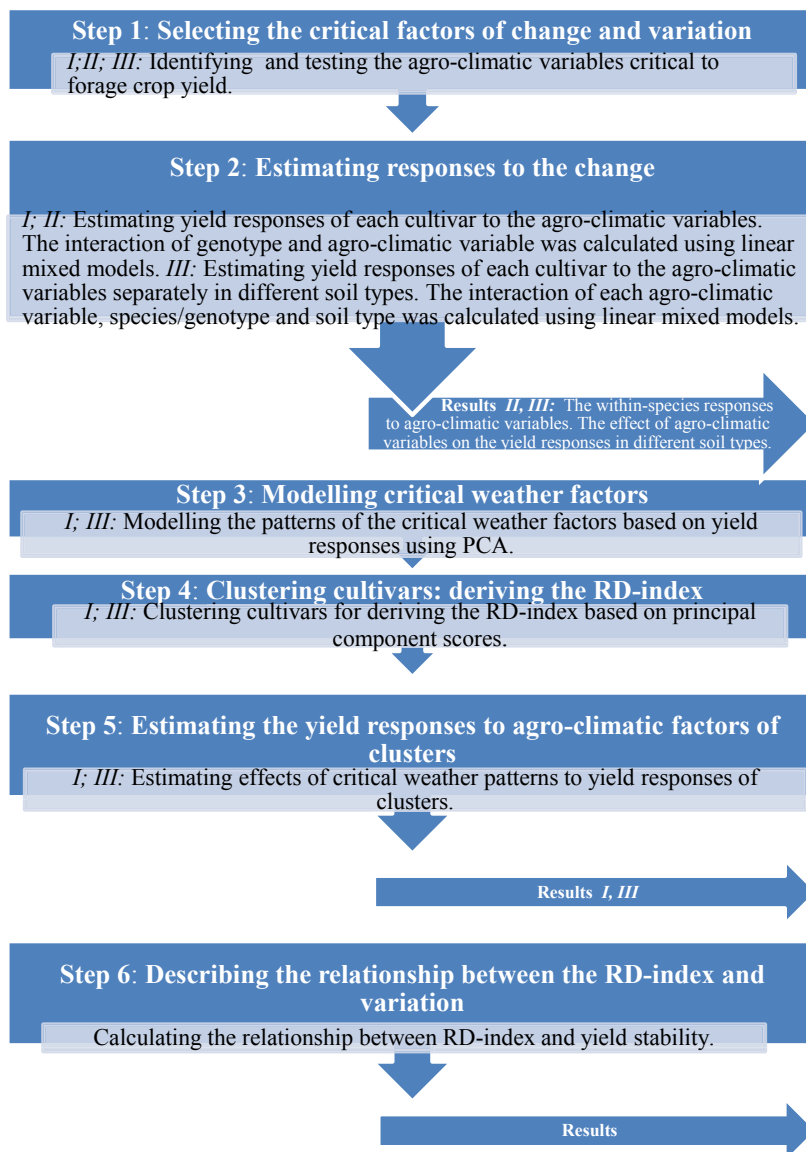 Step 1: Selecting the critical factors of change and variation
I;II; III: Identifying and testing the agro-climatic variables critical to
forage crop yield.
Step 2: Estimating responses to the change
I; II: Estimating yield responses of each cultivar to the agro-climatic variables.
The interaction of genotype and agro-climatic variable was calculated using linear
mixed models. III: Estimating yield responses of each cultivar to the agro-climatic
variables separately in different soil types. The interaction of each agro-climatic
variable, species/genotype and soil type was calculated using linear mixed models.
Results II, III: The within-species responses
to agro-climatic variables. The effect of agro-climatic
variables on the yield responses in different soil types.
Step 3: Modelling critical weather factors
I; III: Modelling the patterns of the critical weather factors based on yield
responses using PCA.
Step 4: Clustering cultivars: deriving the RD-index
I; III: Clustering cultivars for deriving the RD-index based on principal
component scores.
Step 5: Estimating the yield responses to agro-climatic factors of
clusters
I; III: Estimating effects of critical weather patterns to yield responses of
clusters.
Results I, III
Step 6: Describing the relationship between the RD-index and
variation
Calculating the relationship between RD-index and yield stability.
Results